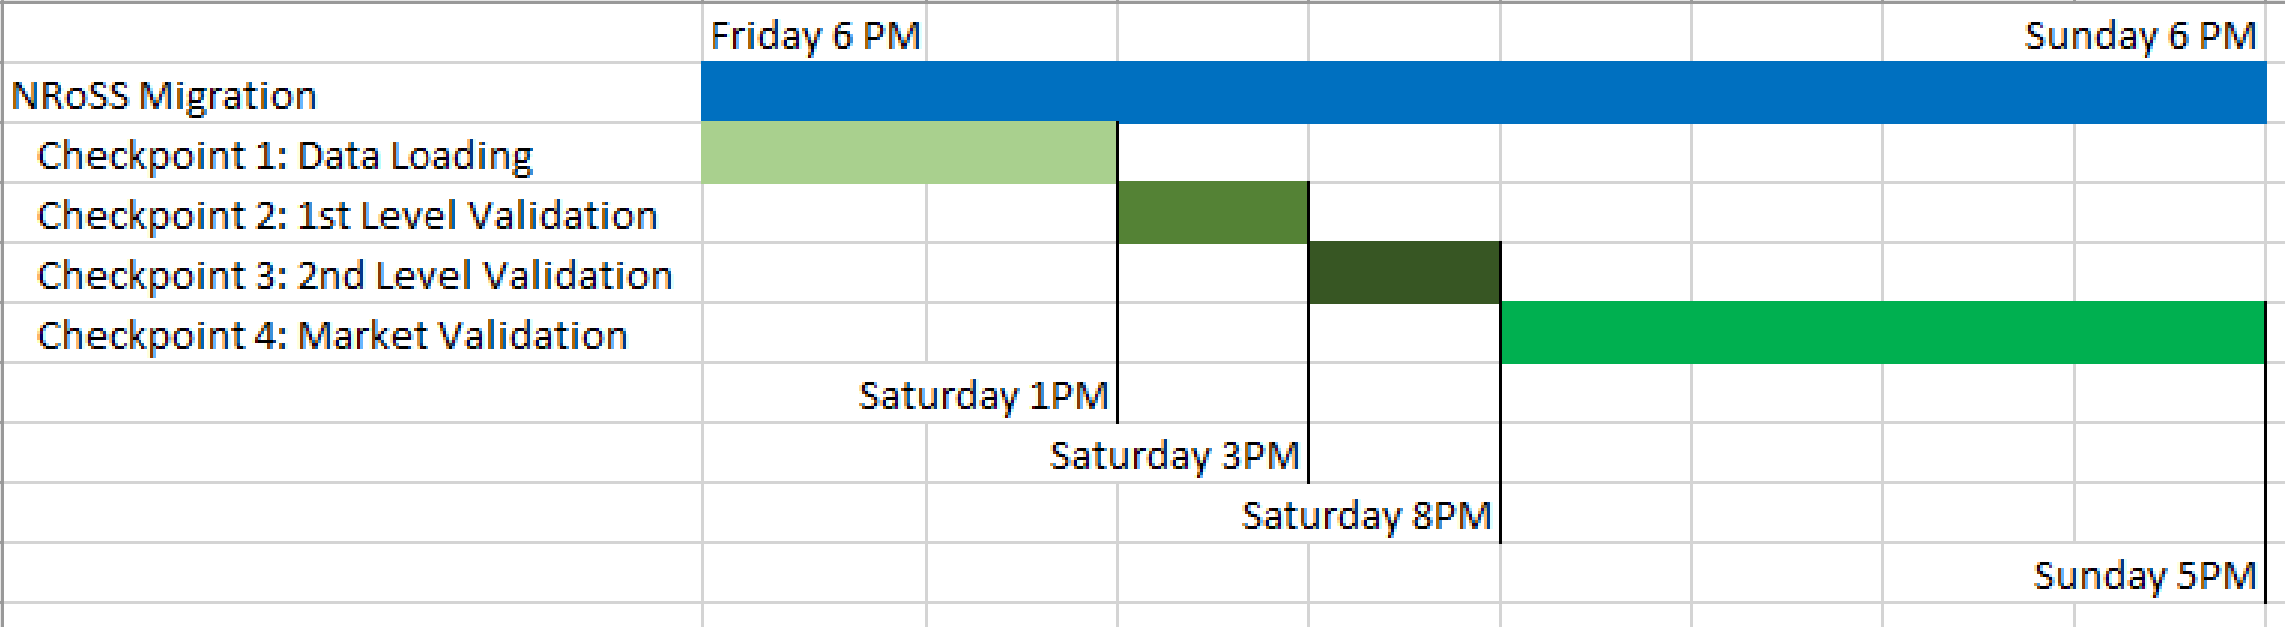 Friday 6 PM Sunday 6 PM
NRoSS Migration
Checkpoint 1: Data Loading
Checkpoint 2: 1st Level Validation
Checkpoint 3: 2nd Level Validation
Checkpoint 4: Market Validation
Saturday 1PM
Saturday 3PM
Saturday 8PM
Sunday 5PM